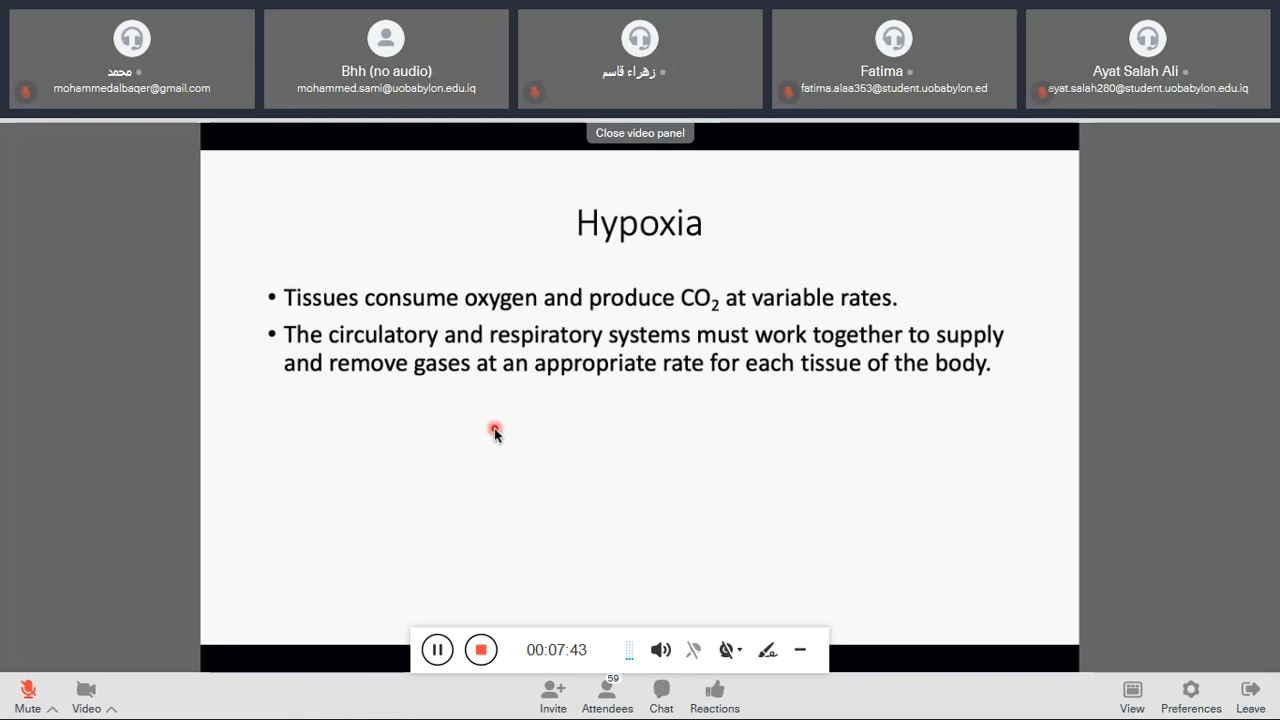 محمد
mohammedalbaqer@gmail.com
Bhh (no audio)
mohammed.sami@uobabylon.edu.iq
زهراء قاسم
Fatima
fatima.alaa353@student.uobabylon.ed
Ayat Salah Ali
ayat.salah280@student.uobabylon.edu.iq
Close video panel
Hypoxia
• Tissues consume oxygen and produce CO₂ at variable rates.
• The circulatory and respiratory systems must work together to supply
and remove gases at an appropriate rate for each tissue of the body.
00:07:43
59
Mute
Video
Invite
Attendees
Chat
Reactions
View
Preferences
Leave